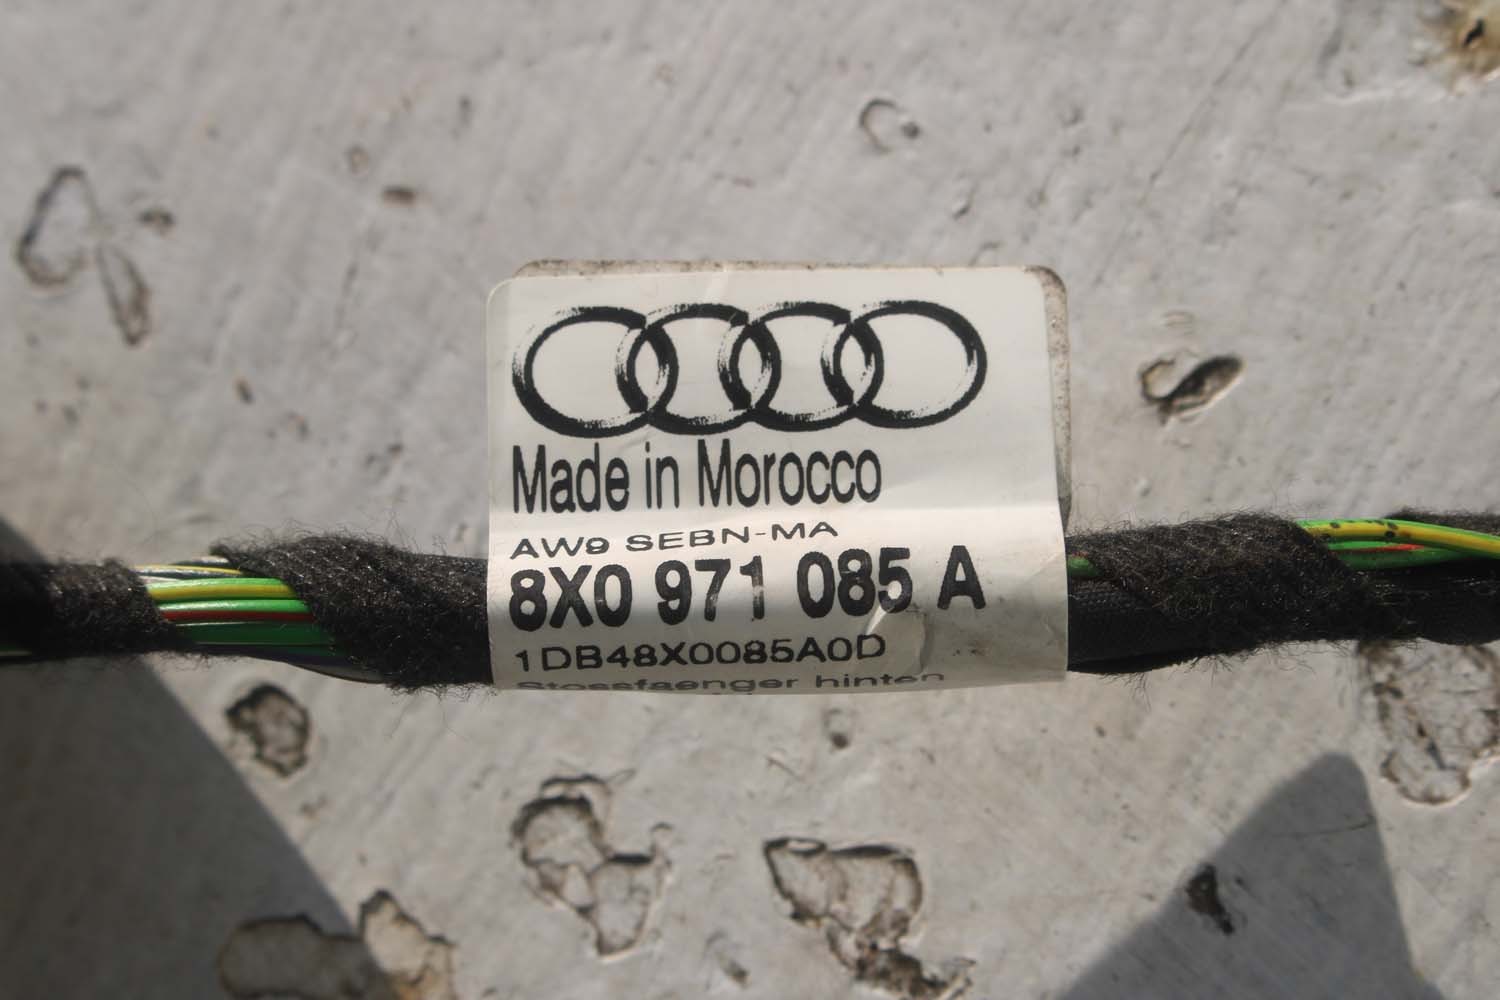 Made in Morocco
AW9 SEBN-MA
8X0 971 085 A
1DB48X0085A0D
Stossfaenger hinten